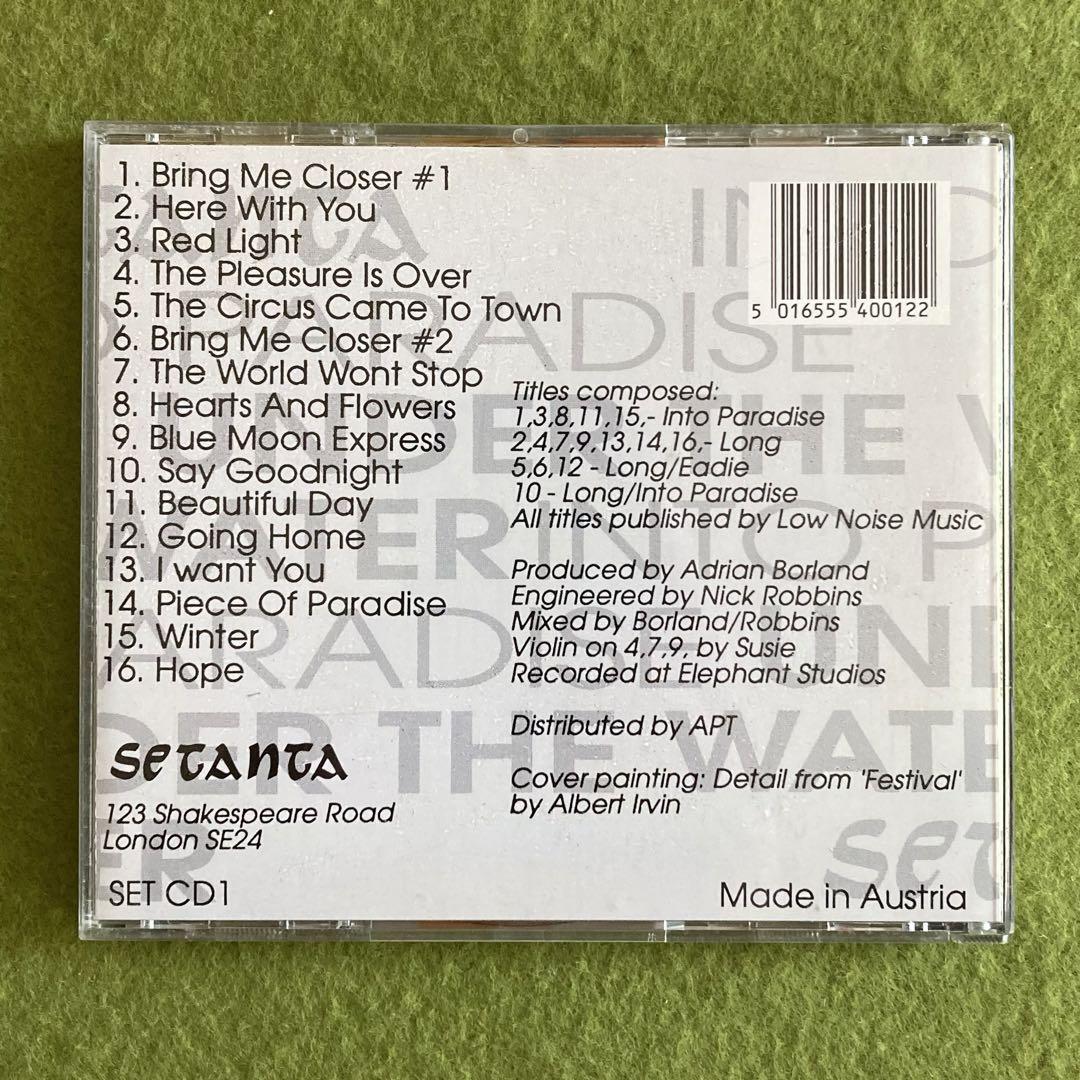 1. Bring Me Closer #1
2. Here With You
3. Red Light
4. The Pleasure Is Over
5. The Circus Came To Town
6. Bring Me Closer #2
7. The World Wont Stop
8. Hearts And Flowers
9. Blue Moon Express
10. Say Goodnight
11. Beautiful Day
12. Going Home
13. I want You
14. Piece Of Paradise
15. Winter
16. Hope
5 016555 400122
Titles composed:
1,3,8,11,15,- Into Paradise
2,4,7,9,13,14,16,- Long
5,6,12 - Long/Eadie
10 - Long/Into Paradise
All titles published by Low Noise Music
Produced by Adrian Borland
Engineered by Nick Robbins
Mixed by Borland/Robbins
Violin on 4,7,9, by Susie
Recorded at Elephant Studios
Distributed by APT
Cover painting: Detail from 'Festival'
by Albert Irvin
Setanta
123 Shakespeare Road
London SE24
SET CD1
Made in Austria